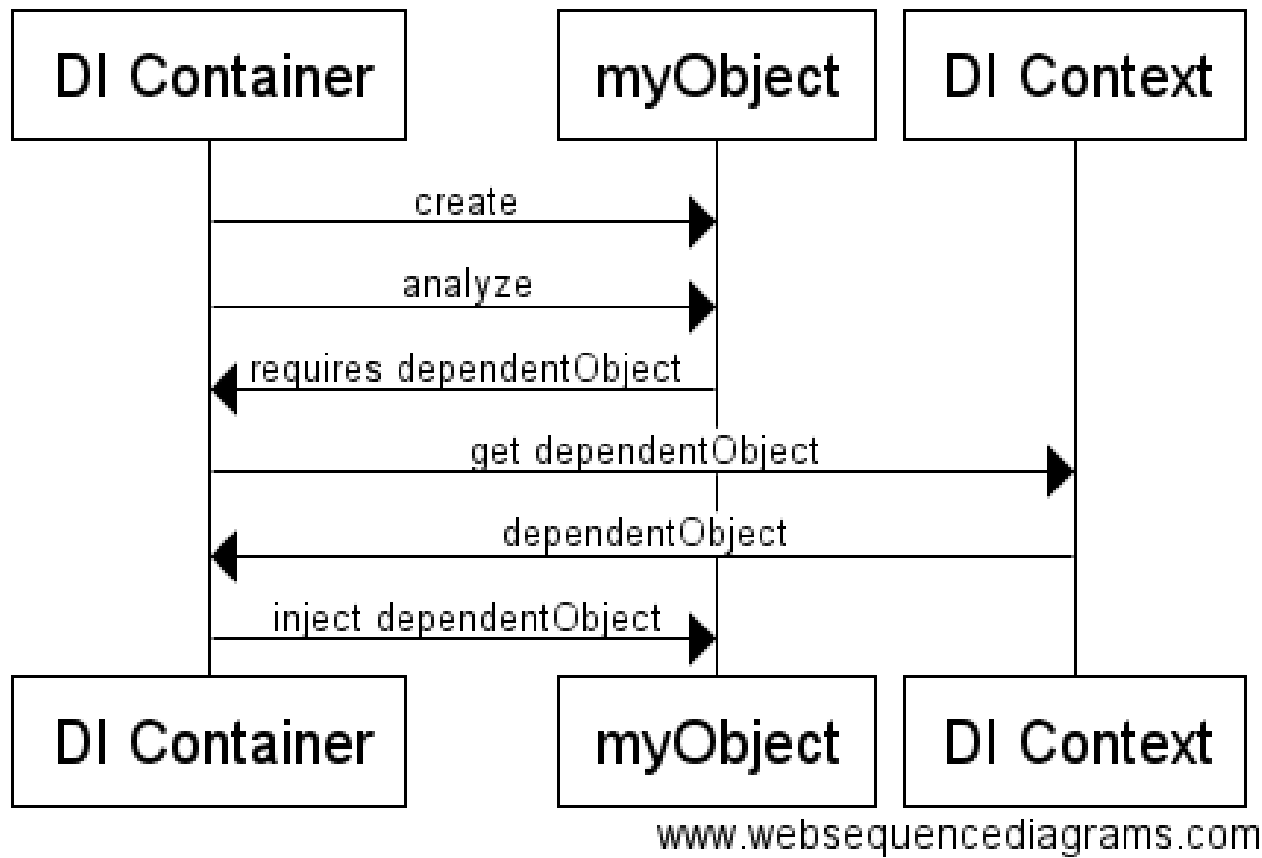 DI Container
myObject
DI Context
create
analyze
requires dependentObject
get dependentObject
dependentObject
inject dependentObject
DI Container
myObject
DI Context
www.websequencediagrams.com